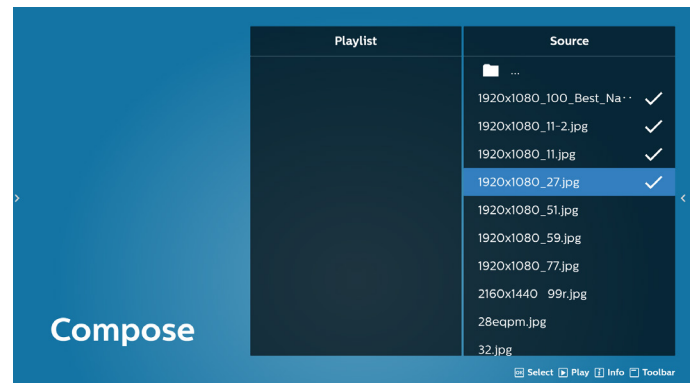 Playlist
Source
...
1920x1080_100_Best_Na··
1920x1080_11-2.jpg
1920x1080_11.jpg
1920x1080_27.jpg
1920x1080_51.jpg
1920x1080_59.jpg
1920x1080_77.jpg
2160x1440 99r.jpg
28eqpm.jpg
32.jpg
Compose
OK Select Play i Info Toolbar